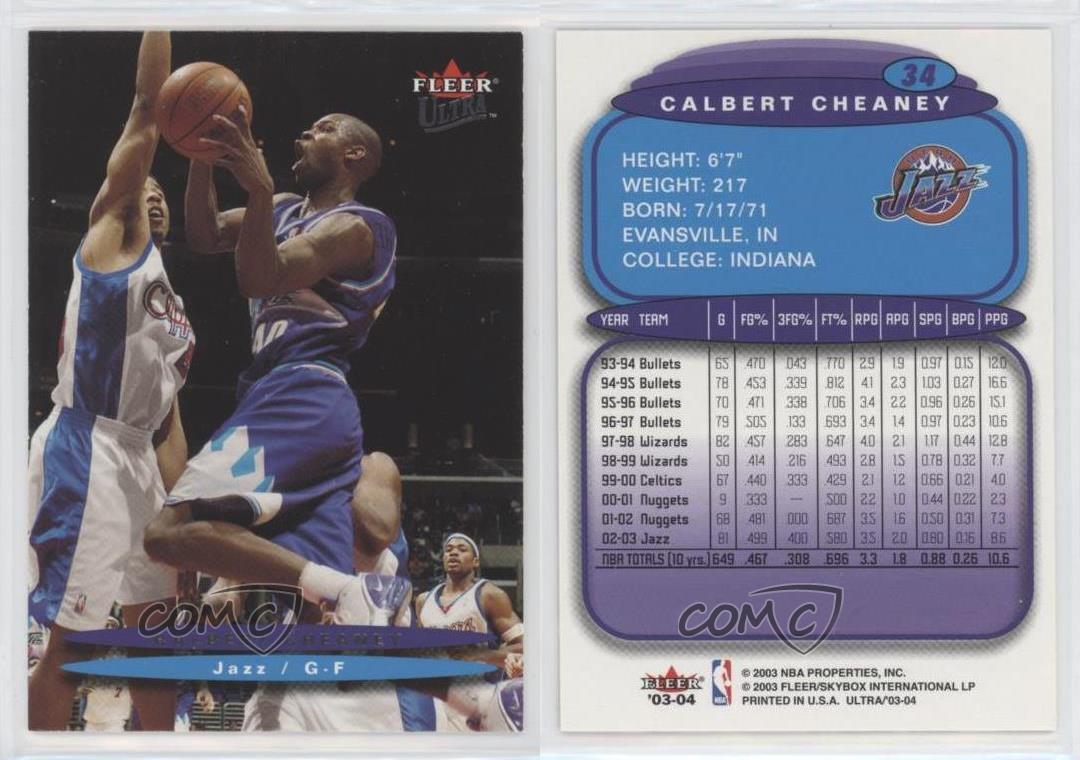 FLEER®
ULTRA™
CALBERT CHEANEY
Jazz / G-F
COMC
34
CALBERT CHEANEY
HEIGHT: 6'7"
WEIGHT: 217
BORN: 7/17/71
EVANSVILLE, IN
COLLEGE: INDIANA
JAZZ
YEAR TEAM G FG% 3FG% FT% RPG APG SPG BPG PPG
93-94 Bullets 65 .470 .043 .770 2.9 1.9 0.97 0.15 12.0
94-95 Bullets 78 .453 .339 .812 4.1 2.3 1.03 0.27 16.6
95-96 Bullets 70 .471 .338 .706 3.4 2.2 0.96 0.26 15.1
96-97 Bullets 79 .505 .133 .693 3.4 1.4 0.97 0.23 10.6
97-98 Wizards 82 .457 .283 .647 4.0 2.1 1.17 0.44 12.8
98-99 Wizards 50 .414 .216 .493 2.8 1.5 0.78 0.32 7.7
99-00 Celtics 67 .440 .333 .429 2.1 1.2 0.66 0.21 4.0
00-01 Nuggets 9 .333 --- .500 2.2 1.0 0.44 0.22 2.3
01-02 Nuggets 68 .481 .000 .687 3.5 1.6 0.50 0.31 7.3
02-03 Jazz 81 .499 .400 .580 3.5 2.0 0.80 0.16 8.6
NBA TOTALS (10 yrs.) 649 .467 .308 .696 3.3 1.8 0.88 0.26 10.6
COMC
FLEER
'03-04
NBA
© 2003 NBA PROPERTIES, INC.
© 2003 FLEER/SKYBOX INTERNATIONAL LP
PRINTED IN U.S.A. ULTRA/'03-04